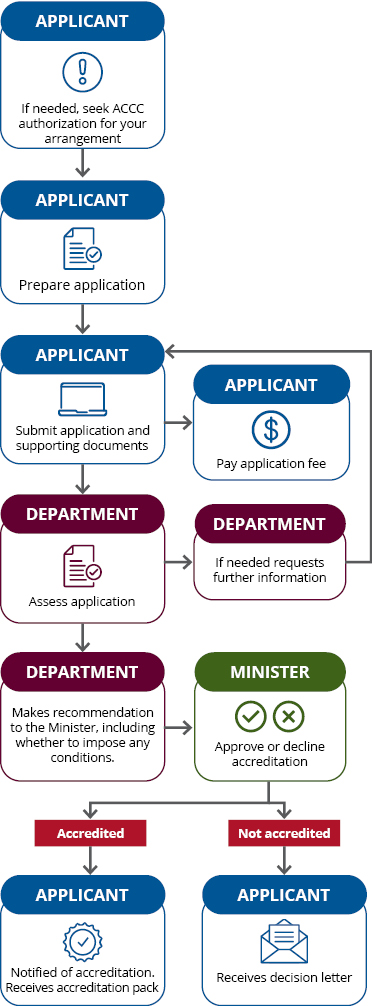 APPLICANT
If needed, seek ACCC
authorization for your
arrangement
APPLICANT
Prepare application
APPLICANT
Submit application and
supporting documents
APPLICANT
$
Pay application fee
DEPARTMENT
Assess application
DEPARTMENT
If needed requests
further information
DEPARTMENT
Makes recommendation
to the Minister, including
whether to impose any
conditions.
MINISTER
Approve or decline
accreditation
Accredited
Not accredited
APPLICANT
Notified of accreditation.
Receives accreditation pack
APPLICANT
Receives decision letter